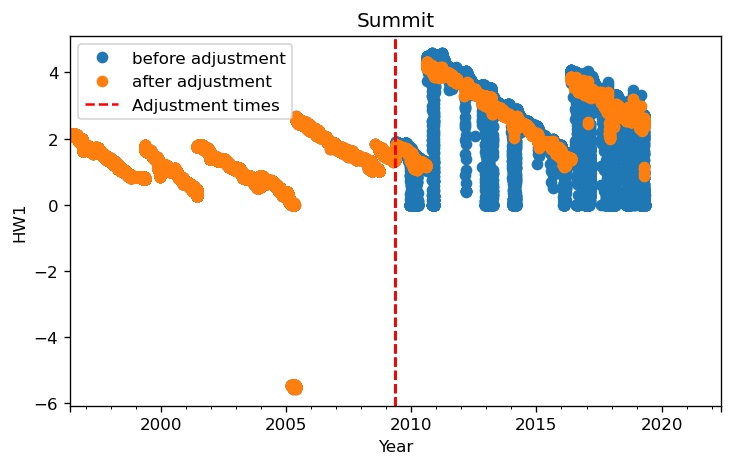 Summit
before adjustment
after adjustment
Adjustment times
HW1
4
2
0
−2
−4
−6
2000
2005
2010
2015
2020
Year